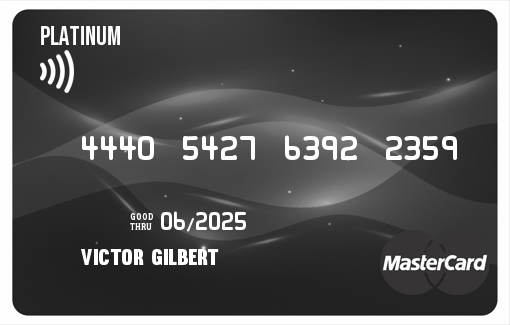 PLATINUM
4440 5427 6392 2359
GOOD THRU 06/2025
VICTOR GILBERT
MasterCard